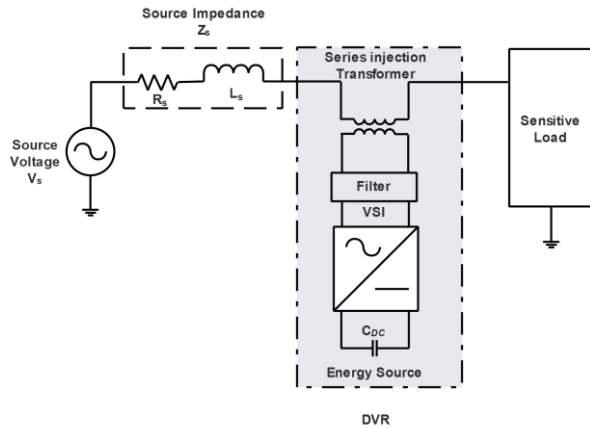 Source Impedance
Zs
Series injection
Transformer
Rs
Ls
Source
Voltage
Vs
Sensitive
Load
Filter
VSI
CDC
Energy Source
DVR